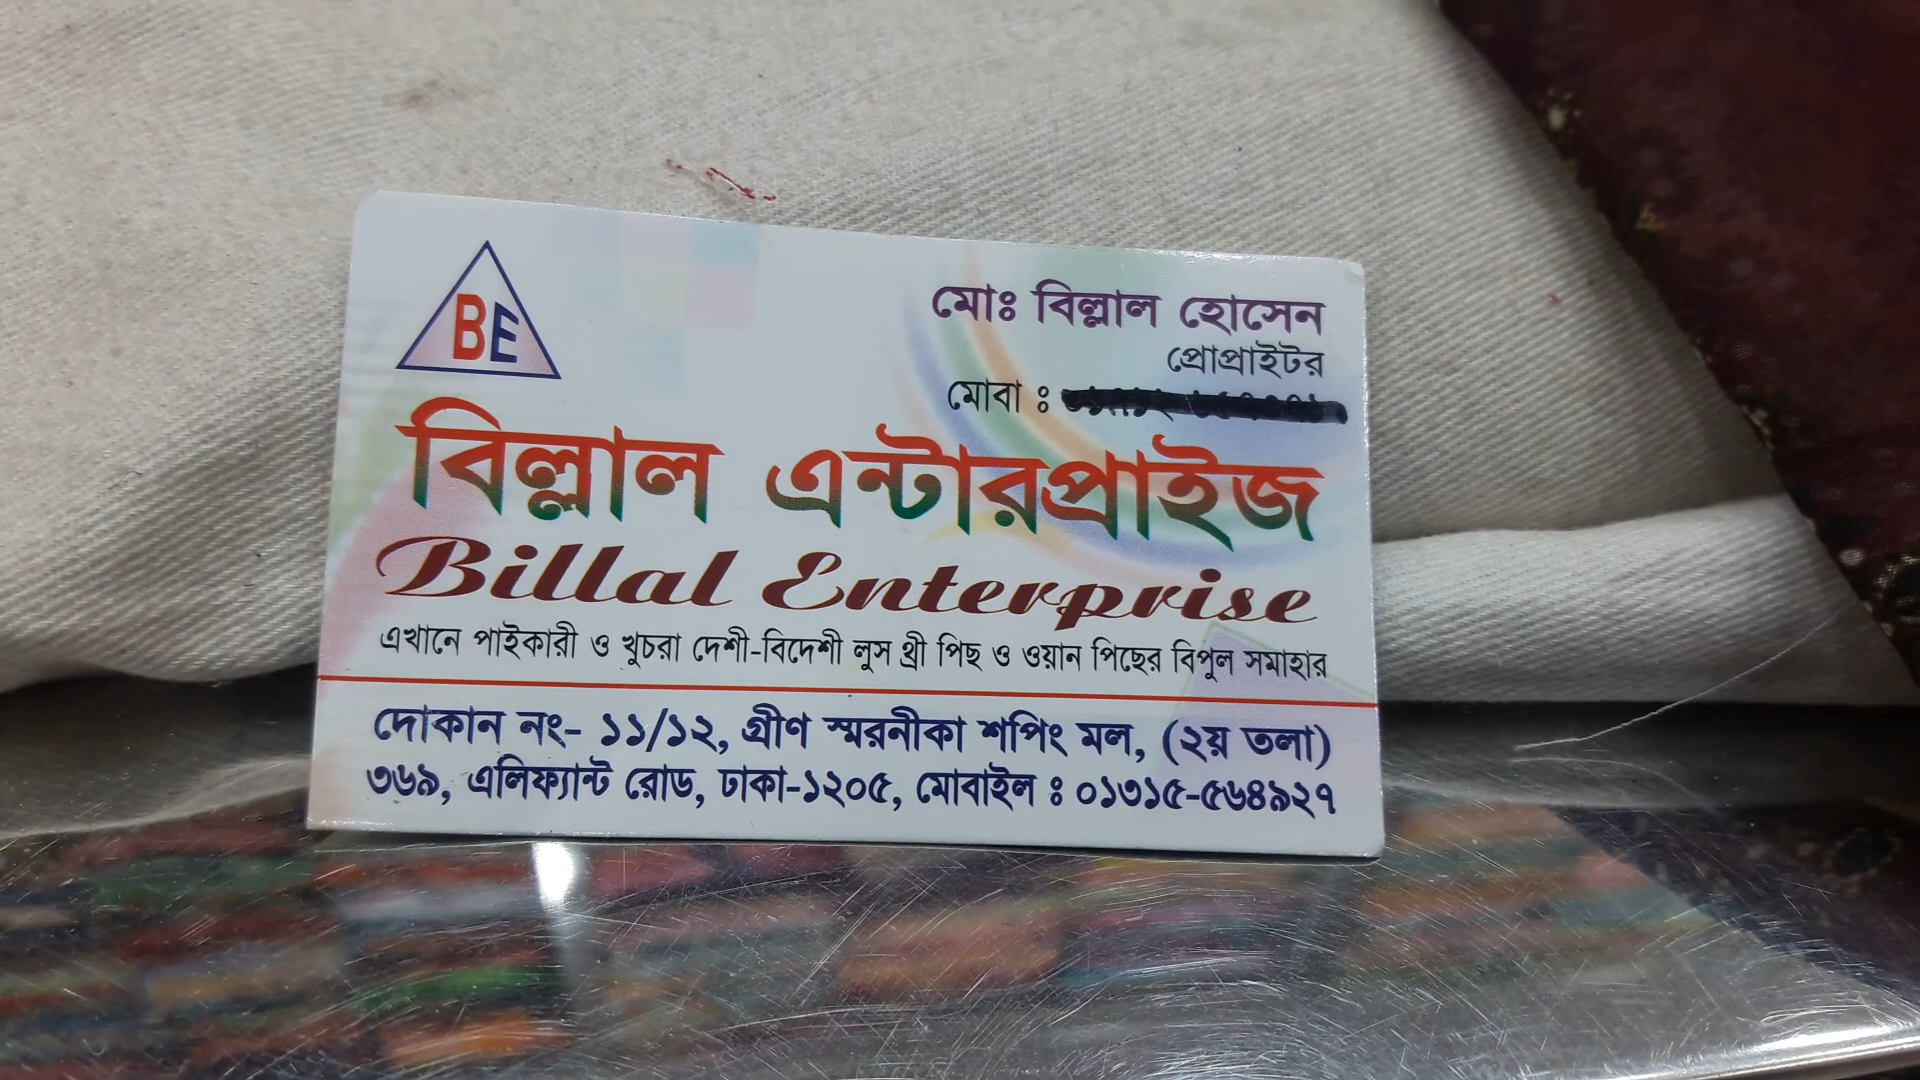 BE
মোঃ বিল্লাল হোসেন
প্রোপ্রাইটর
মোবা ঃ
বিল্লাল এন্টারপ্রাইজ
Billal Enterprise
এখানে পাইকারী ও খুচরা দেশী-বিদেশী লুস থ্রী পিছ ও ওয়ান পিছের বিপুল সমাহার
দোকান নং- ১১/১২, গ্রীণ স্মরনীকা শপিং মল, (২য় তলা)
৩৬৯, এলিফ্যান্ট রোড, ঢাকা-১২০৫, মোবাইল ঃ ০১৩১৫-৫৬৪৯২৭